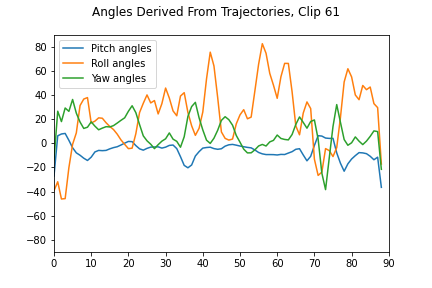 Angles Derived From Trajectories, Clip 61
Pitch angles
Roll angles
Yaw angles
80
60
40
20
0
−20
−40
−60
−80
0 10 20 30 40 50 60 70 80 90